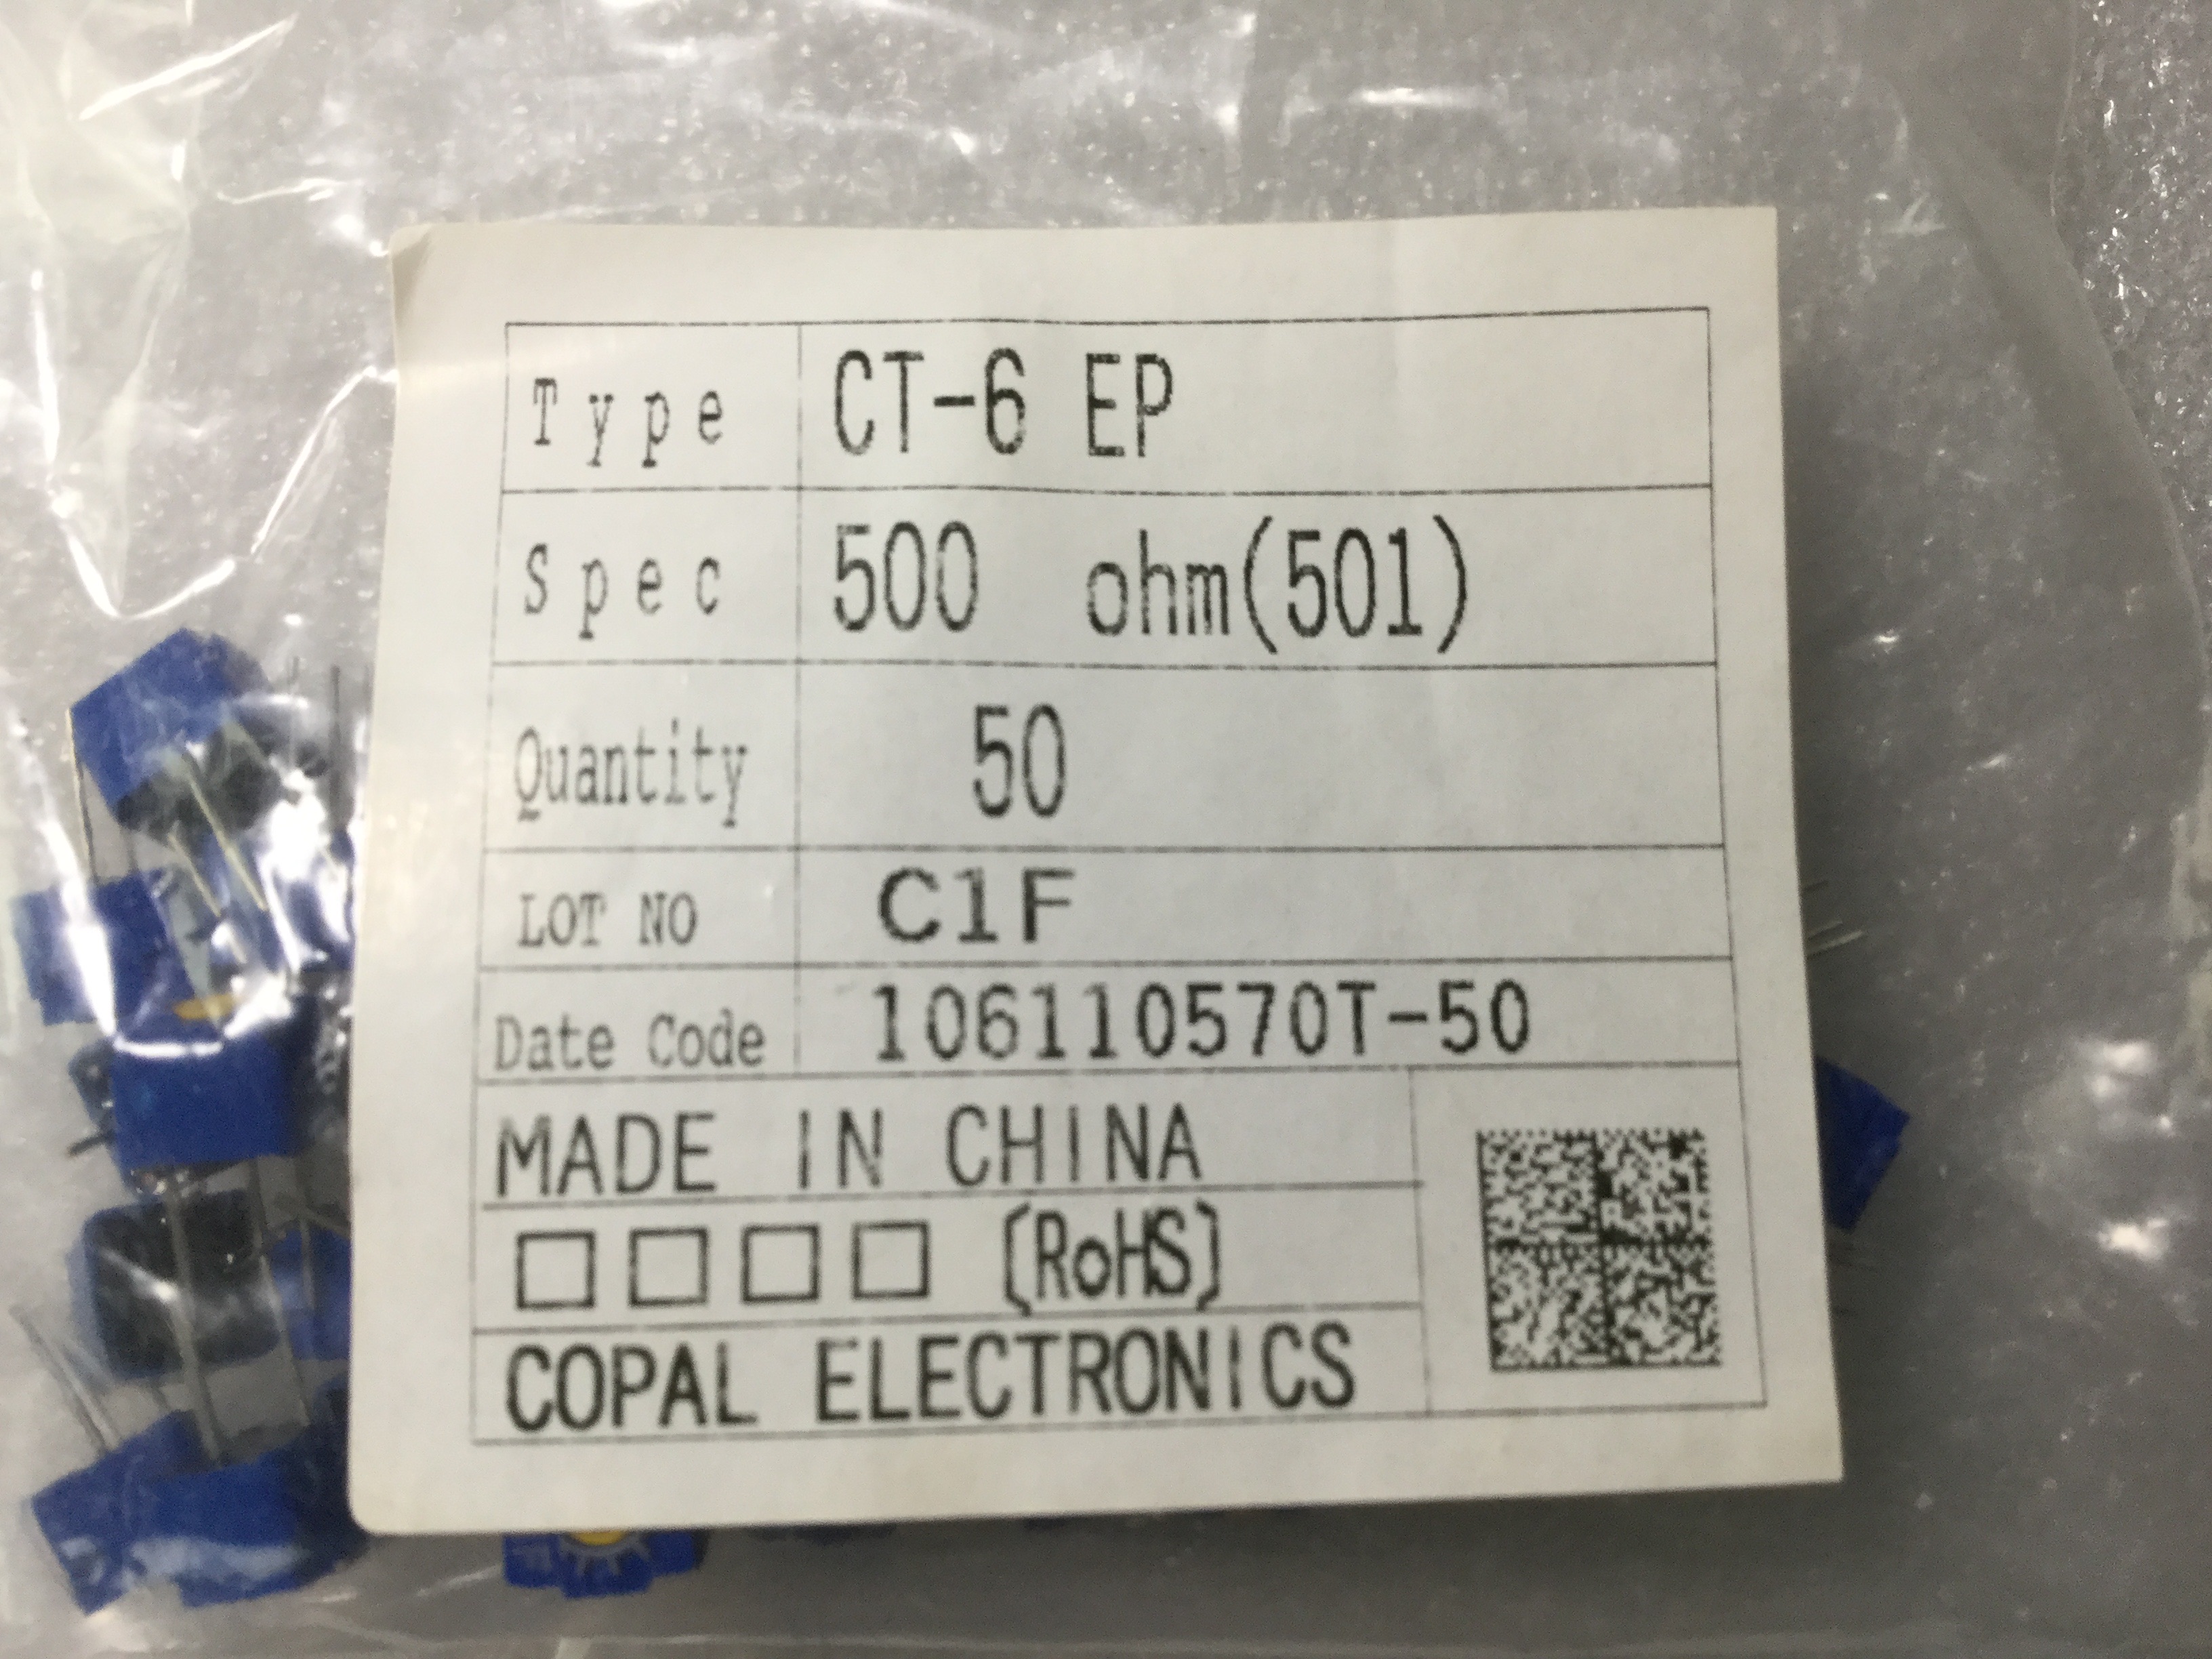 Type CT-6 EP
Spec 500 ohm(501)
Quantity 50
LOT NO C1F
Date Code 106110570T-50
MADE IN CHINA
□□□□ (RoHS)
COPAL ELECTRONICS